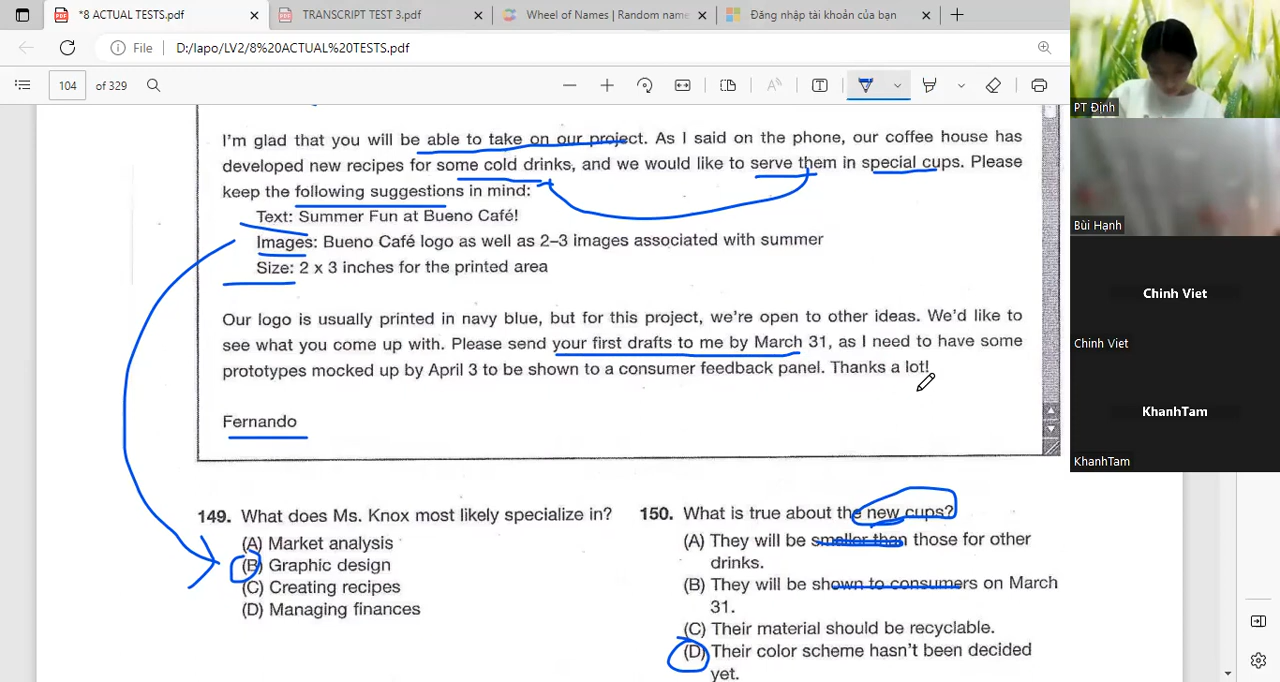 *8 ACTUAL TESTS.pdf
TRANSCRIPT TEST 3.pdf
Wheel of Names | Random name
Đăng nhập tài khoản của bạn
File
D:/lapo/LV2/8%20ACTUAL%20TESTS.pdf
104
of 329
I'm glad that you will be able to take on our project. As I said on the phone, our coffee house has
developed new recipes for some cold drinks, and we would like to serve them in special cups. Please
keep the following suggestions in mind:
Text: Summer Fun at Bueno Café!
Images: Bueno Café logo as well as 2–3 images associated with summer
Size: 2 x 3 inches for the printed area
Our logo is usually printed in navy blue, but for this project, we're open to other ideas. We'd like to
see what you come up with. Please send your first drafts to me by March 31, as I need to have some
prototypes mocked up by April 3 to be shown to a consumer feedback panel. Thanks a lot!
Fernando
149. What does Ms. Knox most likely specialize in?
(A) Market analysis
(B) Graphic design
(C) Creating recipes
(D) Managing finances
150. What is true about the new cups?
(A) They will be smaller than those for other
drinks.
(B) They will be shown to consumers on March
31.
(C) Their material should be recyclable.
(D) Their color scheme hasn't been decided
yet.
PT Định
Bùi Hạnh
Chinh Viet
Chinh Viet
KhanhTam
KhanhTam